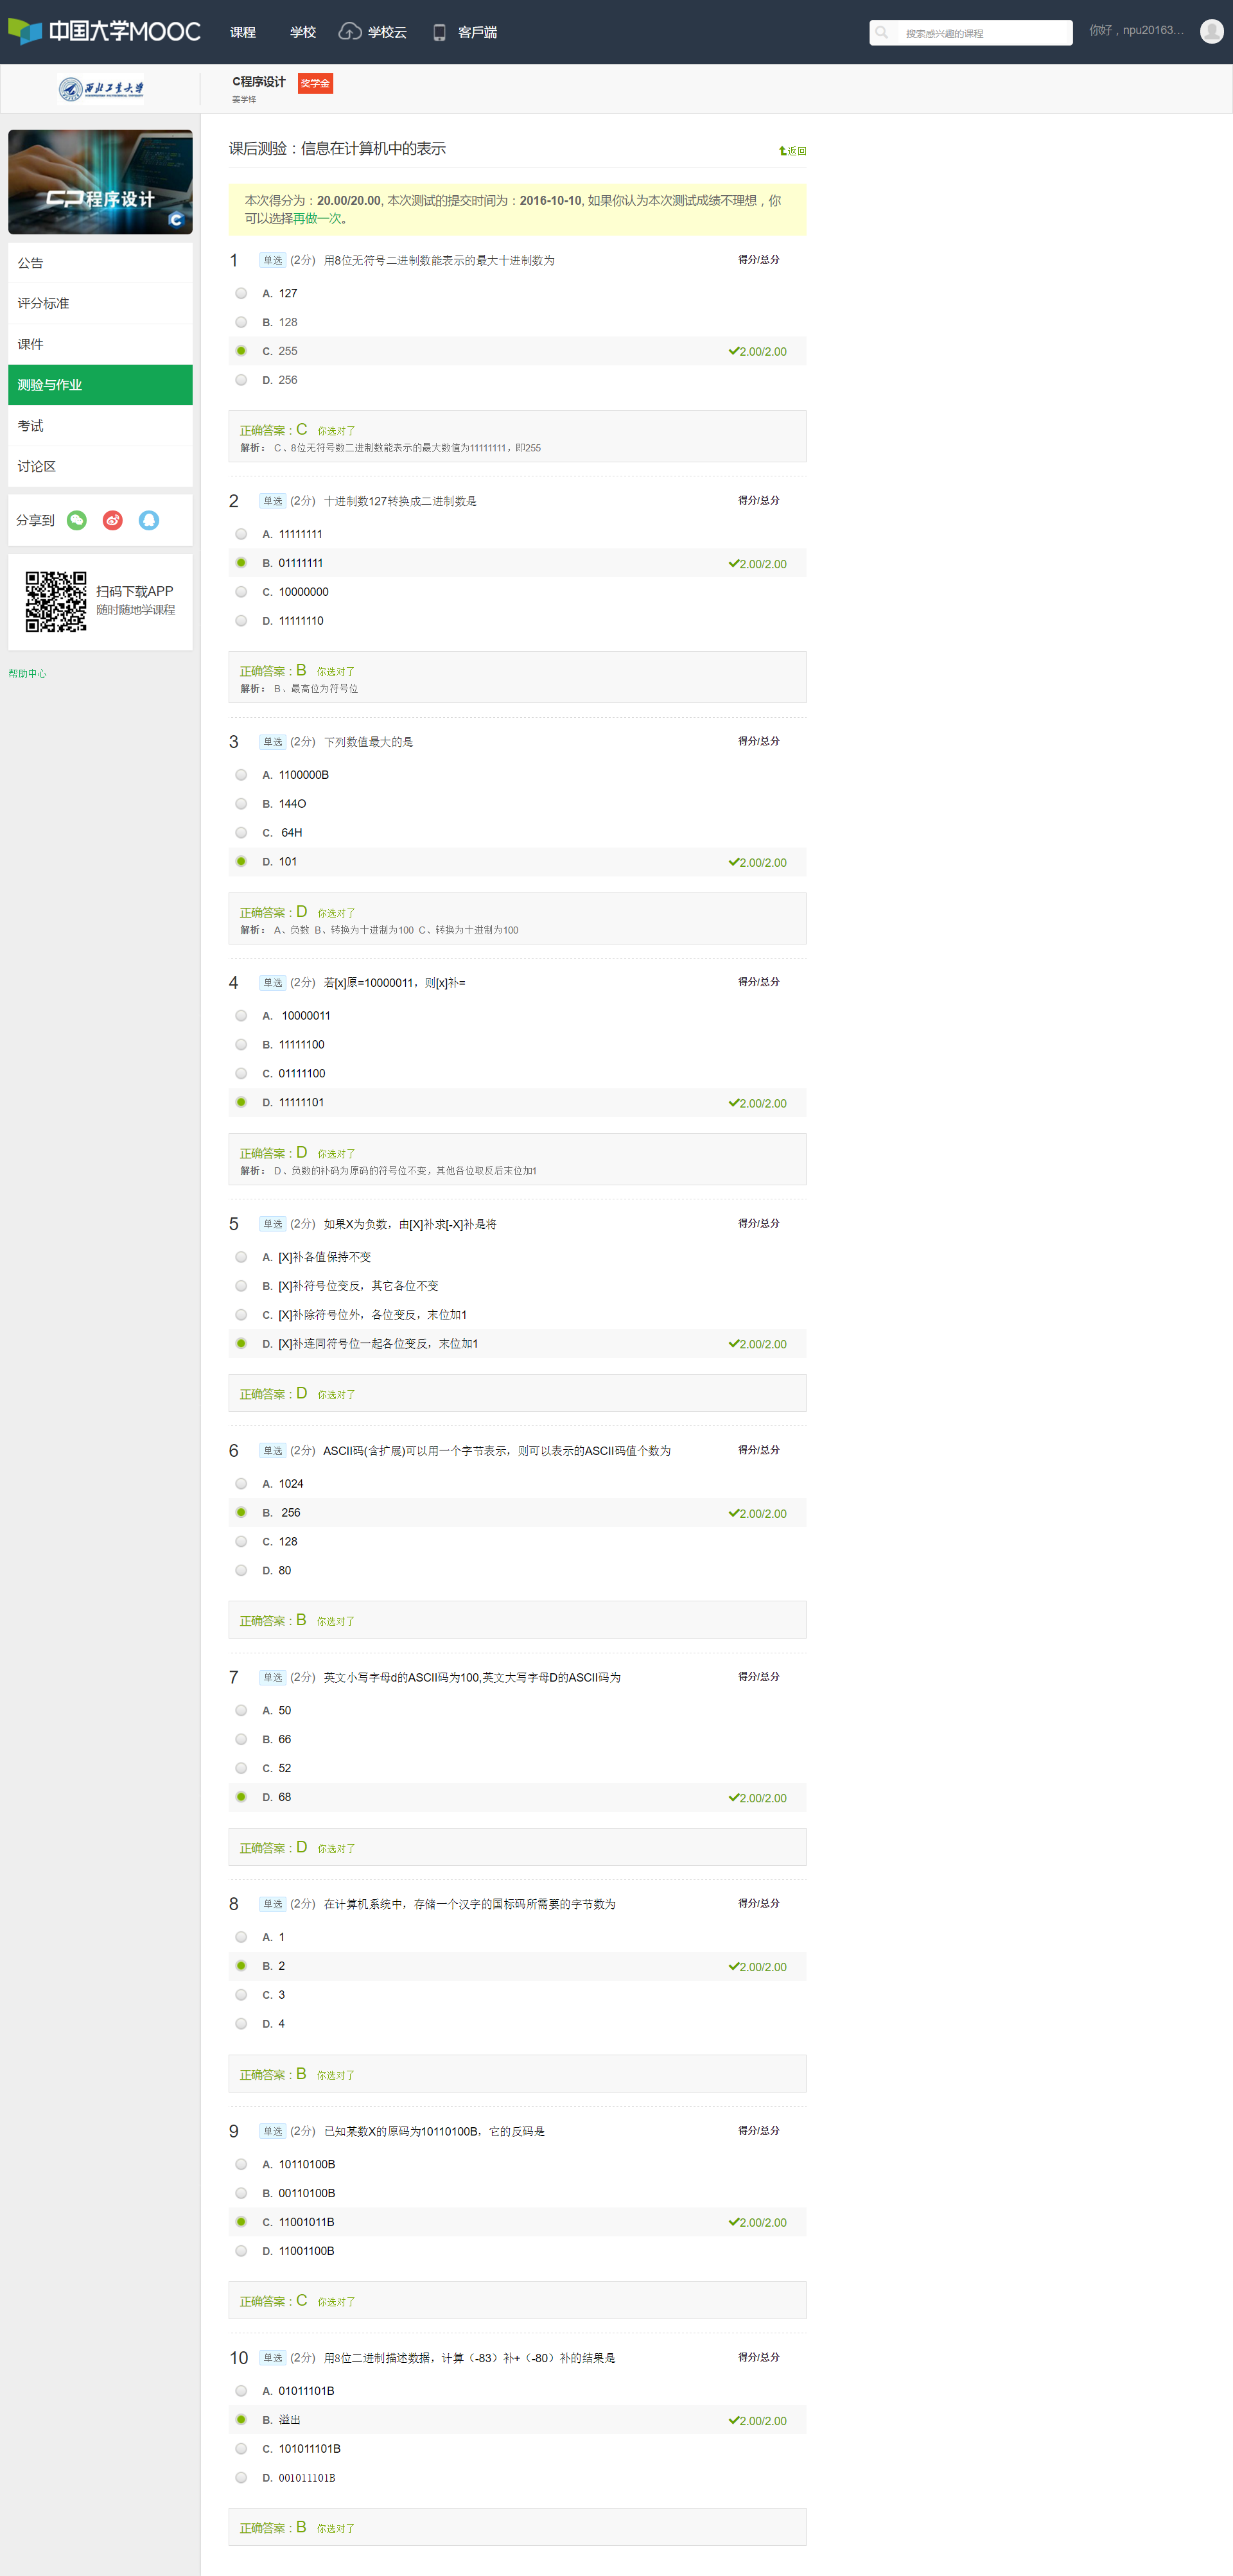 中国大学MOOC 课程 学校 学校云 客戶端 搜索感兴趣的课程 你好，npu20163...
西北工业大学 C程序设计 奖学金
姜学锋
CP程序设计
公告
评分标准
课件
测验与作业
考试
讨论区
分享到
扫码下载APP
随时随地学课程
帮助中心
课后测验：信息在计算机中的表示 返回
本次得分为：20.00/20.00, 本次测试的提交时间为：2016-10-10, 如果你认为本次测试成绩不理想，你
可以选择再做一次。
1 单选 (2分) 用8位无符号二进制数能表示的最大十进制数为 得分/总分
A. 127
B. 128
C. 255 2.00/2.00
D. 256
正确答案：C 你选对了
解析： C、8位无符号数二进制数能表示的最大数值为11111111，即255
2 单选 (2分) 十进制数127转换成二进制数是 得分/总分
A. 11111111
B. 01111111 2.00/2.00
C. 10000000
D. 11111110
正确答案：B 你选对了
解析： B、最高位为符号位
3 单选 (2分) 下列数值最大的是 得分/总分
A. 1100000B
B. 144O
C. 64H
D. 101 2.00/2.00
正确答案：D 你选对了
解析： A、负数 B、转换为十进制为100 C、转换为十进制为100
4 单选 (2分) 若[x]原=10000011，则[x]补= 得分/总分
A. 10000011
B. 11111100
C. 01111100
D. 11111101 2.00/2.00
正确答案：D 你选对了
解析： D、负数的补码为原码的符号位不变，其他各位取反后末位加1
5 单选 (2分) 如果X为负数，由[X]补求[-X]补是将 得分/总分
A. [X]补各值保持不变
B. [X]补符号位变反，其它各位不变
C. [X]补除符号位外，各位变反，末位加1
D. [X]补连同符号位一起各位变反，末位加1 2.00/2.00
正确答案：D 你选对了
6 单选 (2分) ASCII码(含扩展)可以用一个字节表示，则可以表示的ASCII码值个数为 得分/总分
A. 1024
B. 256 2.00/2.00
C. 128
D. 80
正确答案：B 你选对了
7 单选 (2分) 英文小写字母d的ASCII码为100,英文大写字母D的ASCII码为 得分/总分
A. 50
B. 66
C. 52
D. 68 2.00/2.00
正确答案：D 你选对了
8 单选 (2分) 在计算机系统中，存储一个汉字的国标码所需要的字节数为 得分/总分
A. 1
B. 2 2.00/2.00
C. 3
D. 4
正确答案：B 你选对了
9 单选 (2分) 已知某数X的原码为10110100B，它的反码是 得分/总分
A. 10110100B
B. 00110100B
C. 11001011B 2.00/2.00
D. 11001100B
正确答案：C 你选对了
10 单选 (2分) 用8位二进制描述数据，计算（-83）补+（-80）补的结果是 得分/总分
A. 01011101B
B. 溢出 2.00/2.00
C. 101011101B
D. 001011101B
正确答案：B 你选对了